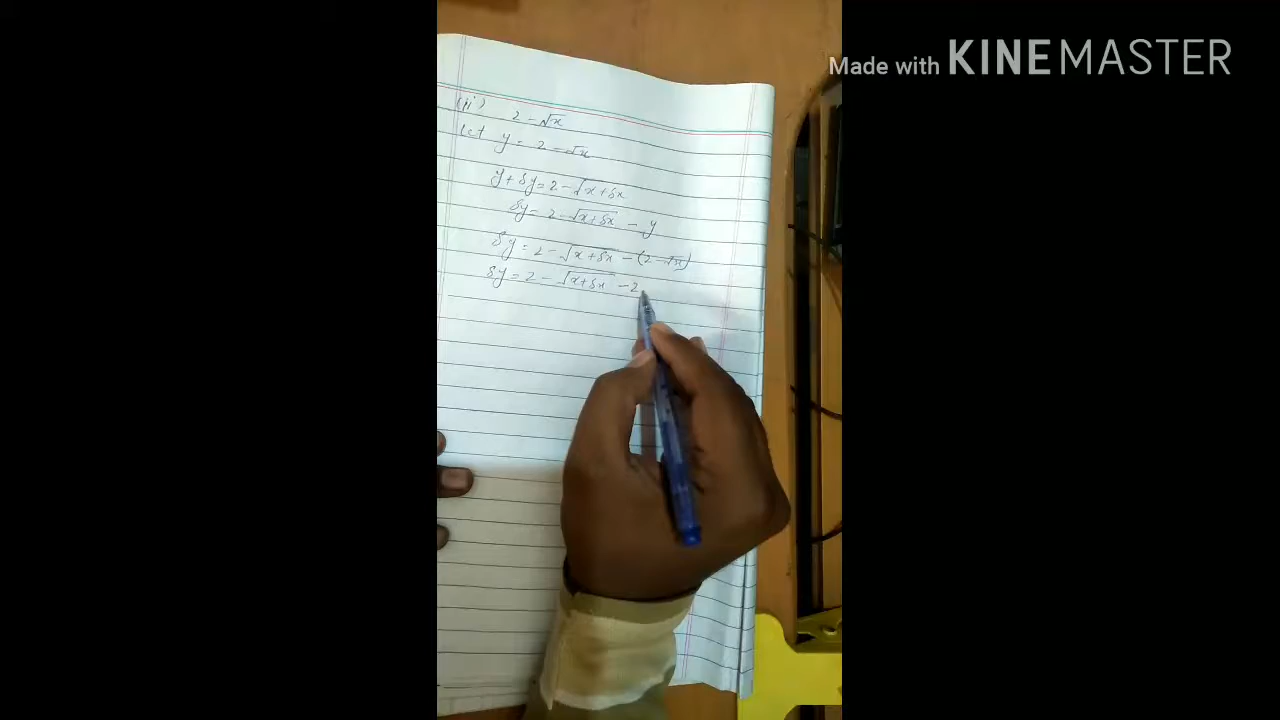 Made with KINEMASTER
(ii) 2 - √x
Let y = 2 - √x
y + δy = 2 - √x+δx
δy = 2 - √x+δx - y
δy = 2 - √x+δx - (2 - √x)
δy = 2 - √x+δx - 2